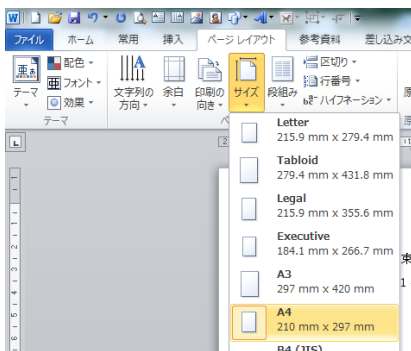 ファイル ホーム 常用 挿入 ページ レイアウト 参考資料 差し込み文
テーマ 配色 フォント 効果
文字列の方向 余白 印刷の向き サイズ 段組み
区切り 行番号 ハイフネーション
テーマ
Letter
215.9 mm x 279.4 mm
Tabloid
279.4 mm x 431.8 mm
Legal
215.9 mm x 355.6 mm
Executive
184.1 mm x 266.7 mm
A3
297 mm x 420 mm
A4
210 mm x 297 mm
B4 (JIS)